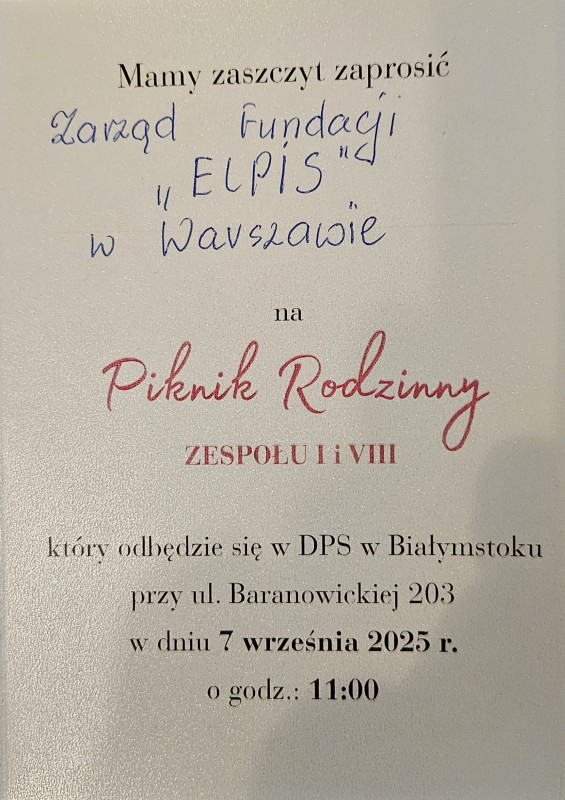 Mamy zaszczyt zaprosić
Zarząd Fundacji
„ELPIS"
w Warszawie
na
Piknik Rodzinny
ZESPOŁU I i VIII
który odbędzie się w DPS w Białymstoku
przy ul. Baranowickiej 203
w dniu 7 września 2025 r.
o godz.: 11:00